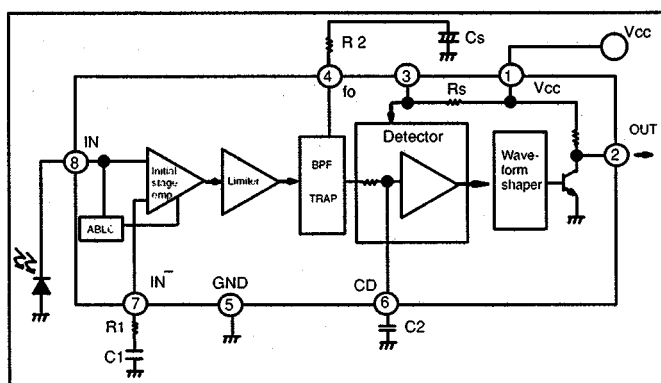 R 2
Cs
Vcc
4
3
1
fo
Rs
Vcc
IN
Detector
OUT
8
Initial
stage
amp
Limiter
BPF
TRAP
Wave-
form
shaper
2
ABLC
IN-
GND
CD
7
5
6
R1
C2
C1